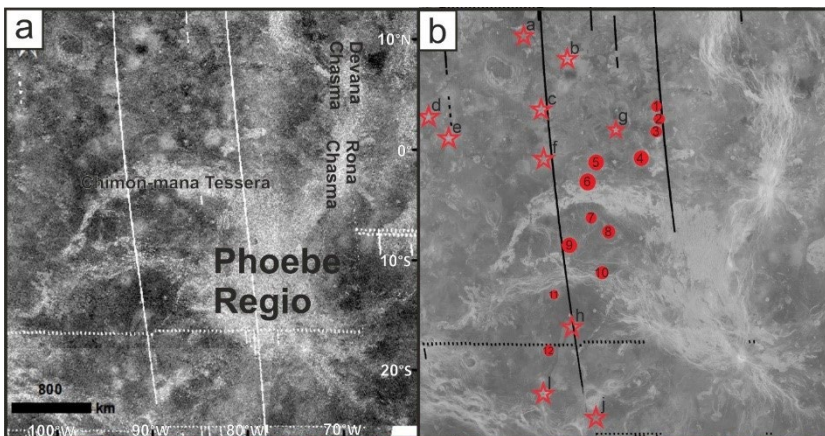 a
10°N
Devana
Chasma
Rona
Chasma
0°
Chimon-mana Tessera
Phoebe
Regio
10°S
20°S
800
km
100°W
90°W
80°W
70°W
b
a
b
c
d
e
f
g
1
2
3
4
5
6
7
8
9
10
11
h
12
i
j